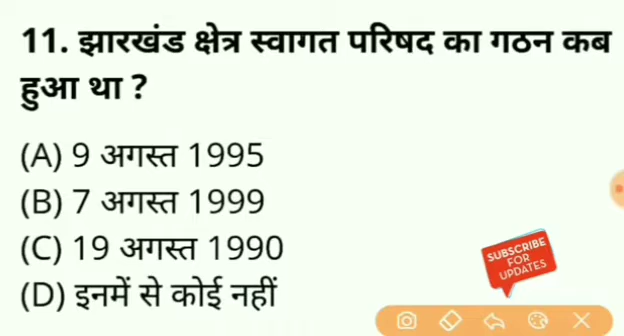 11. झारखंड क्षेत्र स्वागत परिषद का गठन कब
हुआ था ?
(A) 9 अगस्त 1995
(B) 7 अगस्त 1999
(C) 19 अगस्त 1990
(D) इनमें से कोई नहीं
SUBSCRIBE
FOR
UPDATES